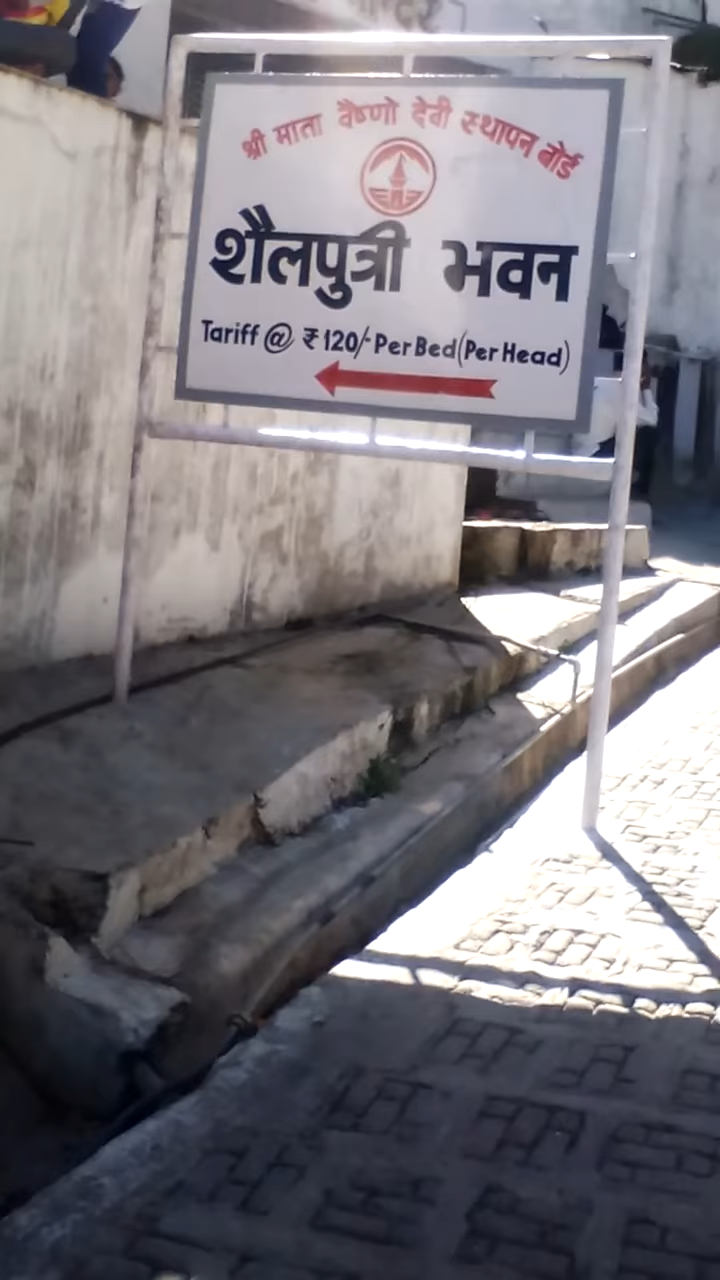 श्री माता वैष्णो देवी स्थापन बोर्ड
शैलपुत्री भवन
Tariff @ ₹120/- Per Bed(Per Head)